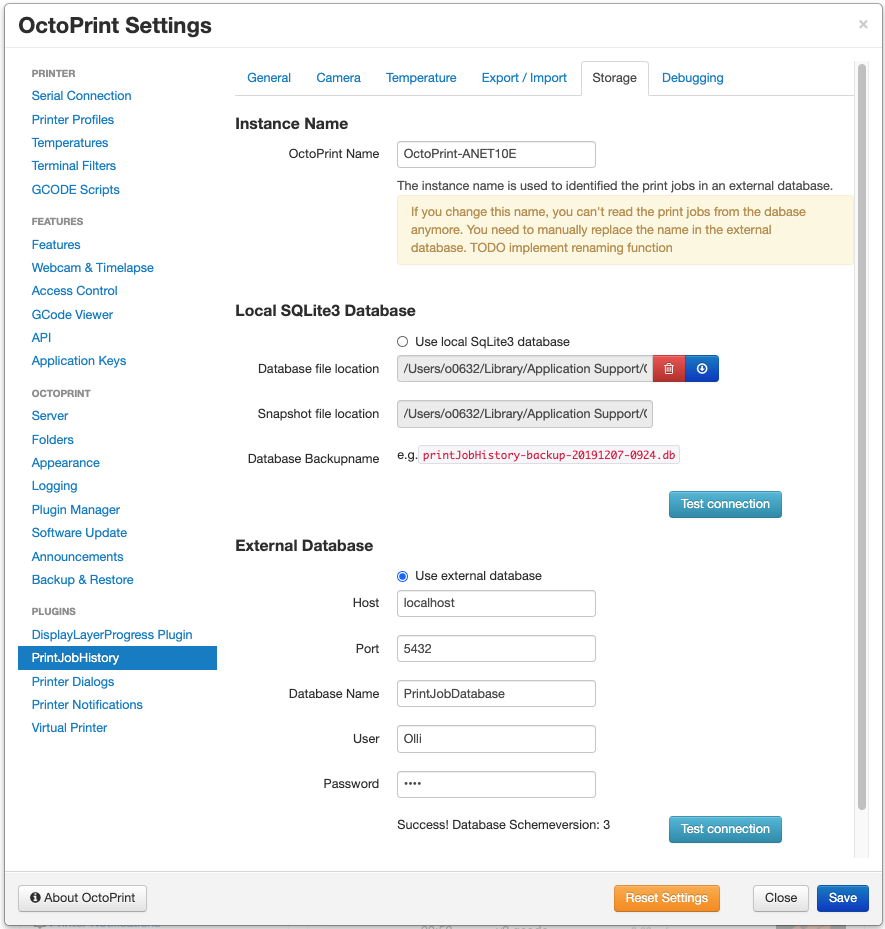 OctoPrint Settings
×
PRINTER
Serial Connection
Printer Profiles
Temperatures
Terminal Filters
GCODE Scripts
FEATURES
Features
Webcam & Timelapse
Access Control
GCode Viewer
API
Application Keys
OCTOPRINT
Server
Folders
Appearance
Logging
Plugin Manager
Software Update
Announcements
Backup & Restore
PLUGINS
DisplayLayerProgress Plugin
PrintJobHistory
Printer Dialogs
Printer Notifications
Virtual Printer
General Camera Temperature Export / Import Storage Debugging
Instance Name
OctoPrint Name OctoPrint-ANET10E
The instance name is used to identified the print jobs in an external database.
If you change this name, you can't read the print jobs from the dabase
anymore. You need to manually replace the name in the external
database. TODO implement renaming function
Local SQLite3 Database
Use local SqLite3 database
Database file location /Users/o0632/Library/Application Support/
Snapshot file location /Users/o0632/Library/Application Support/
Database Backupname e.g. printJobHistory-backup-20191207-0924.db
Test connection
External Database
Use external database
Host localhost
Port 5432
Database Name PrintJobDatabase
User Olli
Password ••••
Success! Database Schemeversion: 3 Test connection
About OctoPrint Reset Settings Close Save